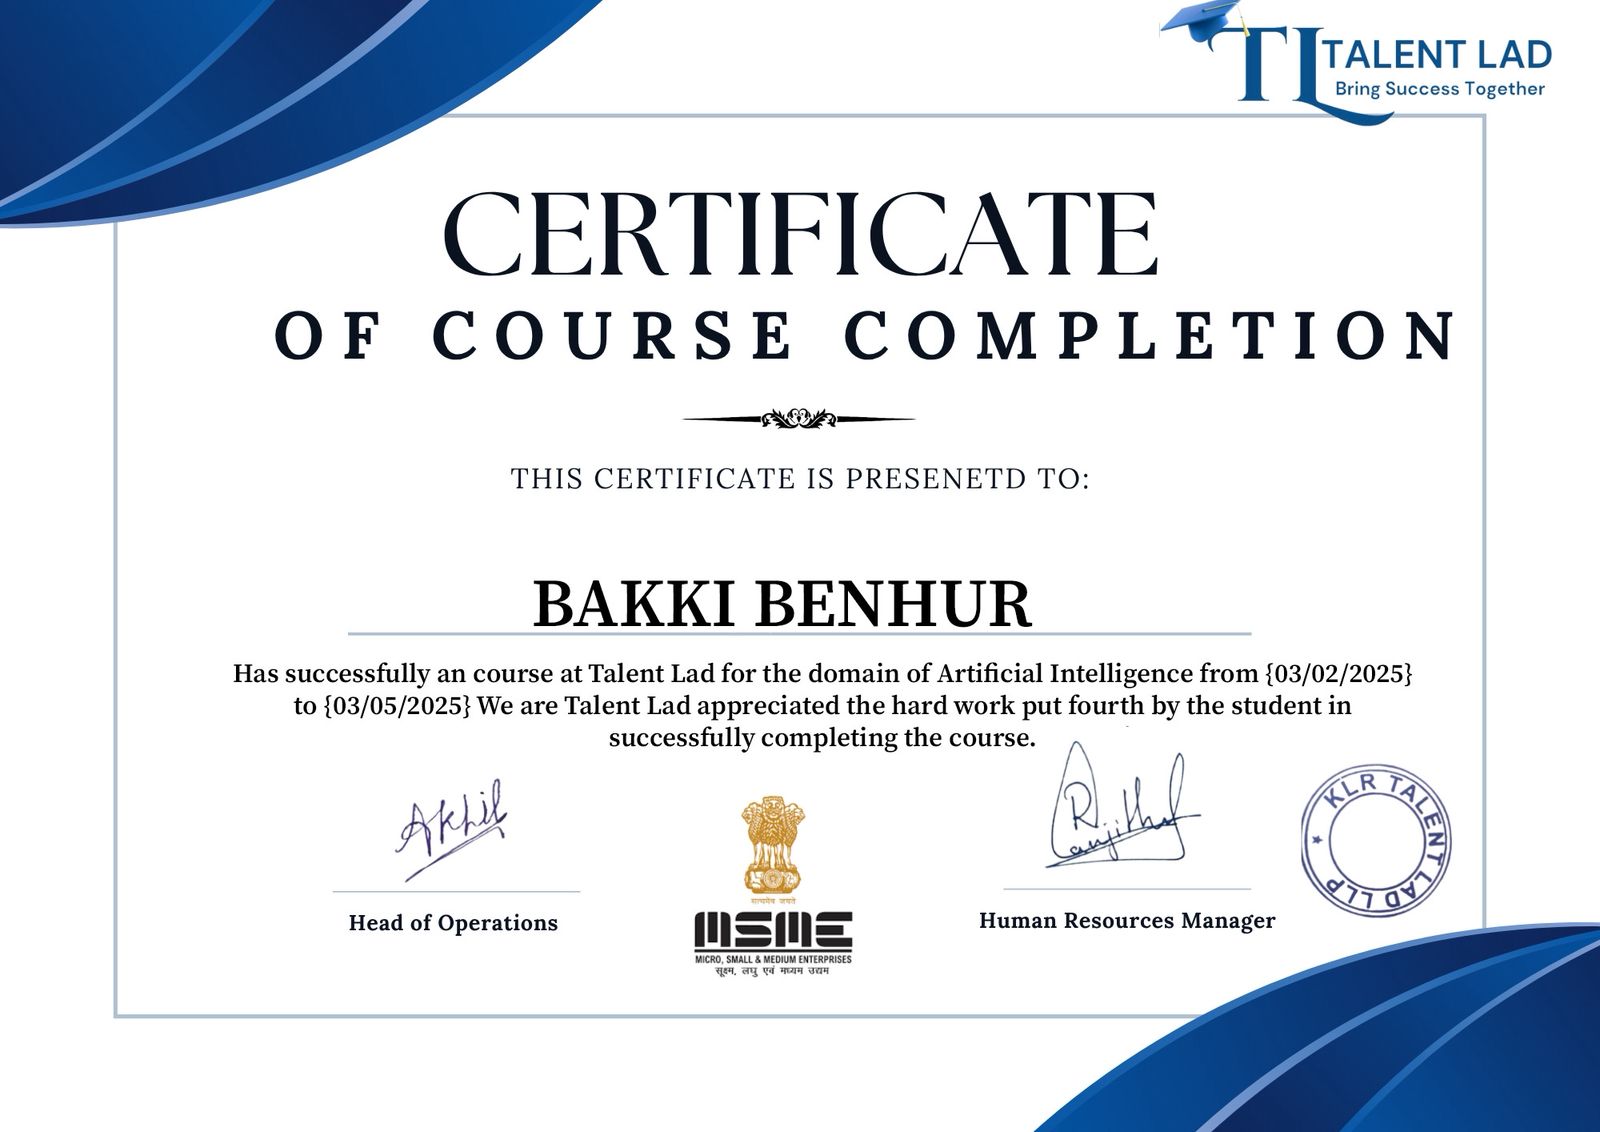 TL TALENT LAD
Bring Success Together
CERTIFICATE
OF COURSE COMPLETION
THIS CERTIFICATE IS PRESENETD TO:
BAKKI BENHUR
Has successfully an course at Talent Lad for the domain of Artificial Intelligence from {03/02/2025}
to {03/05/2025} We are Talent Lad appreciated the hard work put fourth by the student in
successfully completing the course.
Akhil
Head of Operations
सत्यमेव जयते
MSME
MICRO, SMALL & MEDIUM ENTERPRISES
सूक्ष्म, लघु एवं मध्यम उद्यम
Ranjith
Human Resources Manager
KLR TALENT LAD LLP